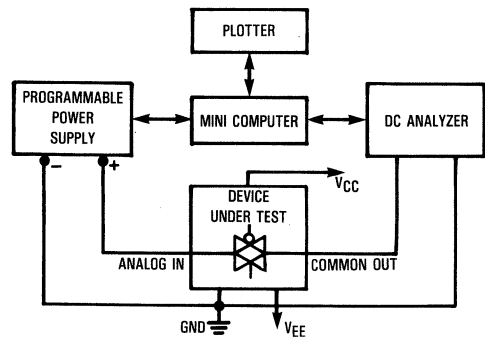 PLOTTER
PROGRAMMABLE
POWER
SUPPLY
MINI COMPUTER
DC ANALYZER
- +
VCC
DEVICE
UNDER TEST
ANALOG IN
COMMON OUT
GND
VEE